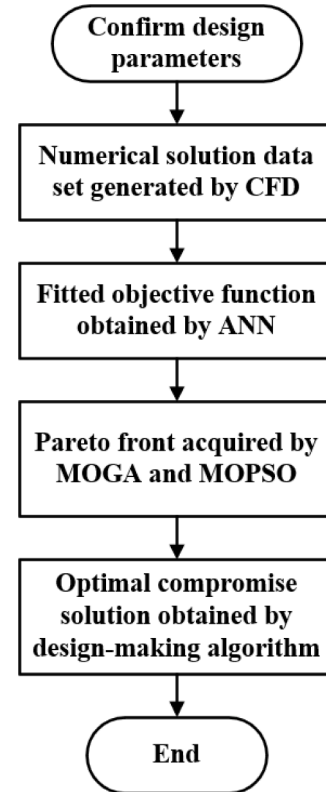 Confirm design
parameters
Numerical solution data
set generated by CFD
Fitted objective function
obtained by ANN
Pareto front acquired by
MOGA and MOPSO
Optimal compromise
solution obtained by
design-making algorithm
End